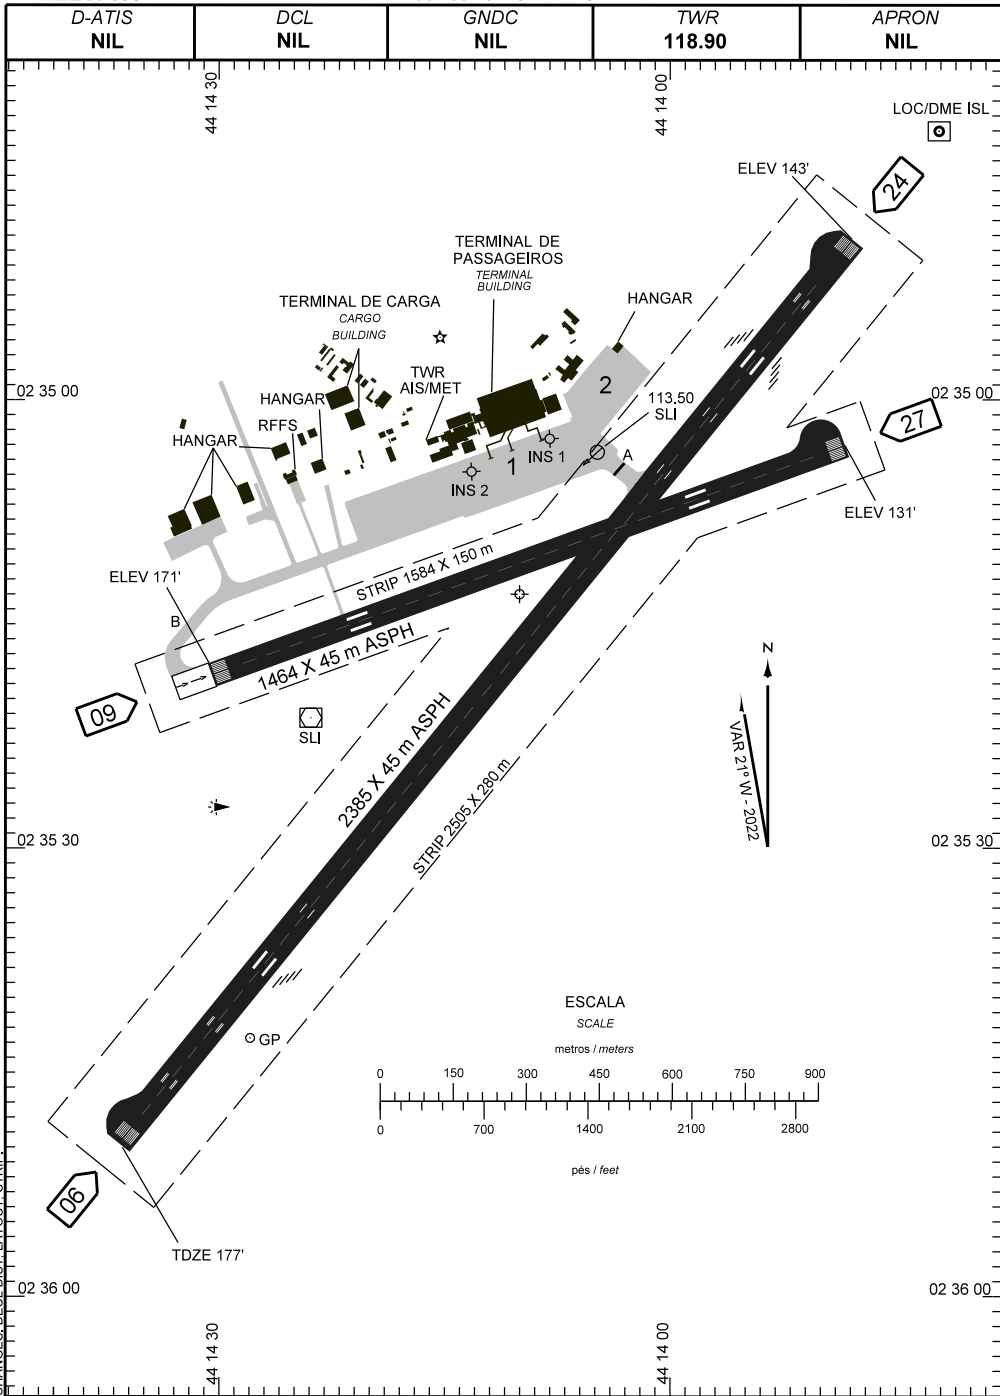 D-ATIS
NIL
DCL
NIL
GNDC
NIL
TWR
118.90
APRON
NIL
44 14 30
44 14 00
LOC/DME ISL
ELEV 143'
24
TERMINAL DE
PASSAGEIROS
TERMINAL
BUILDING
TERMINAL DE CARGA
CARGO
BUILDING
HANGAR
TWR
AIS/MET
2
02 35 00
02 35 00
HANGAR
113.50
SLI
RFFS
HANGAR
27
A
INS 1
1
INS 2
ELEV 131'
STRIP 1584 X 150 m
ELEV 171'
B
1464 X 45 m ASPH
N
09
SLI
2385 X 45 m ASPH
VAR 21º W - 2022
STRIP 2505 X 280 m
02 35 30
02 35 30
ESCALA
SCALE
GP
metros / meters
0 150 300 450 600 750 900
0 700 1400 2100 2800
pés / feet
06
TDZE 177'
02 36 00
02 36 00
44 14 30
44 14 00